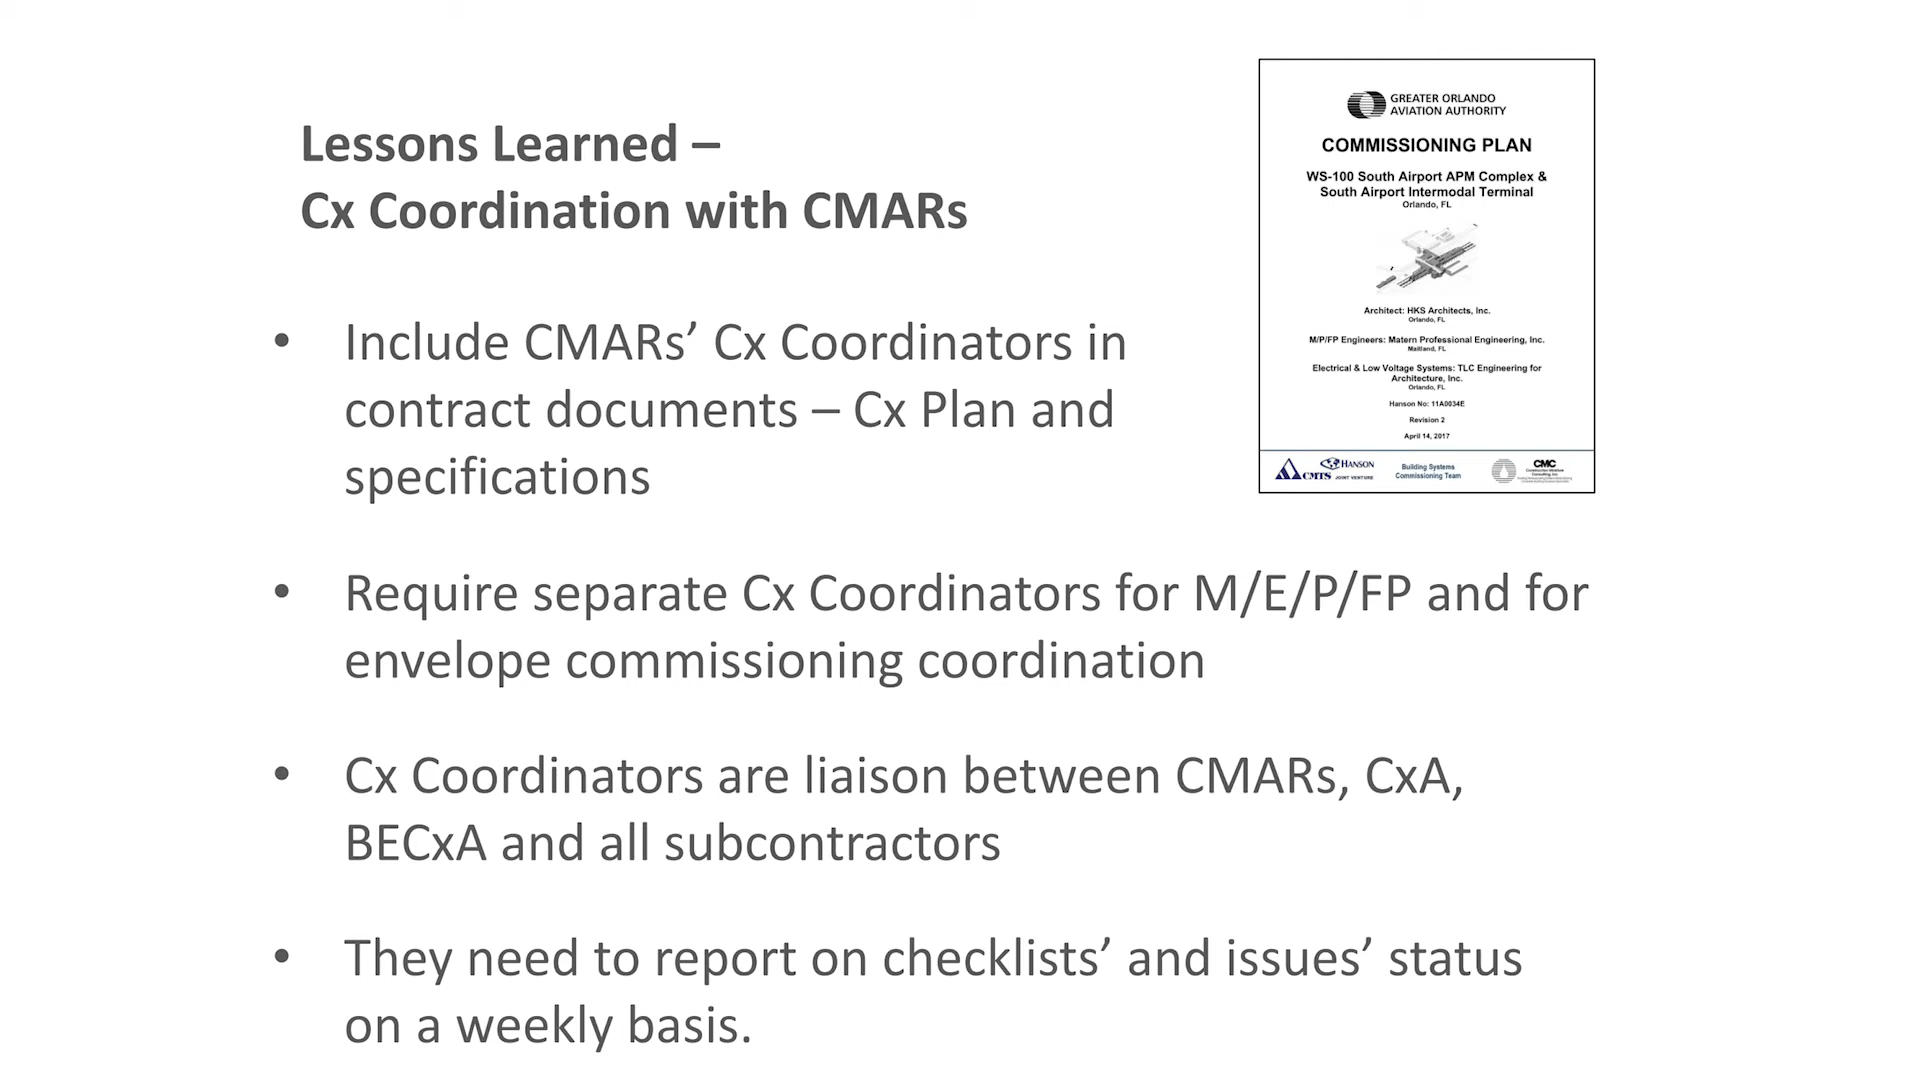 Lessons Learned –
Cx Coordination with CMARs
• Include CMARs’ Cx Coordinators in
contract documents – Cx Plan and
specifications
• Require separate Cx Coordinators for M/E/P/FP and for
envelope commissioning coordination
• Cx Coordinators are liaison between CMARs, CxA,
BECxA and all subcontractors
• They need to report on checklists’ and issues’ status
on a weekly basis.
GREATER ORLANDO
AVIATION AUTHORITY
COMMISSIONING PLAN
WS-100 South Airport APM Complex &
South Airport Intermodal Terminal
Orlando, FL
Architect: HKS Architects, Inc.
Orlando, FL
M/P/FP Engineers: Matern Professional Engineering, Inc.
Maitland, FL
Electrical & Low Voltage Systems: TLC Engineering for
Architecture, Inc.
Orlando, FL
Hanson No: 11A0034E
Revision 2
April 14, 2017
CMTS HANSON
JOINT VENTURE
Building Systems
Commissioning Team
CMC